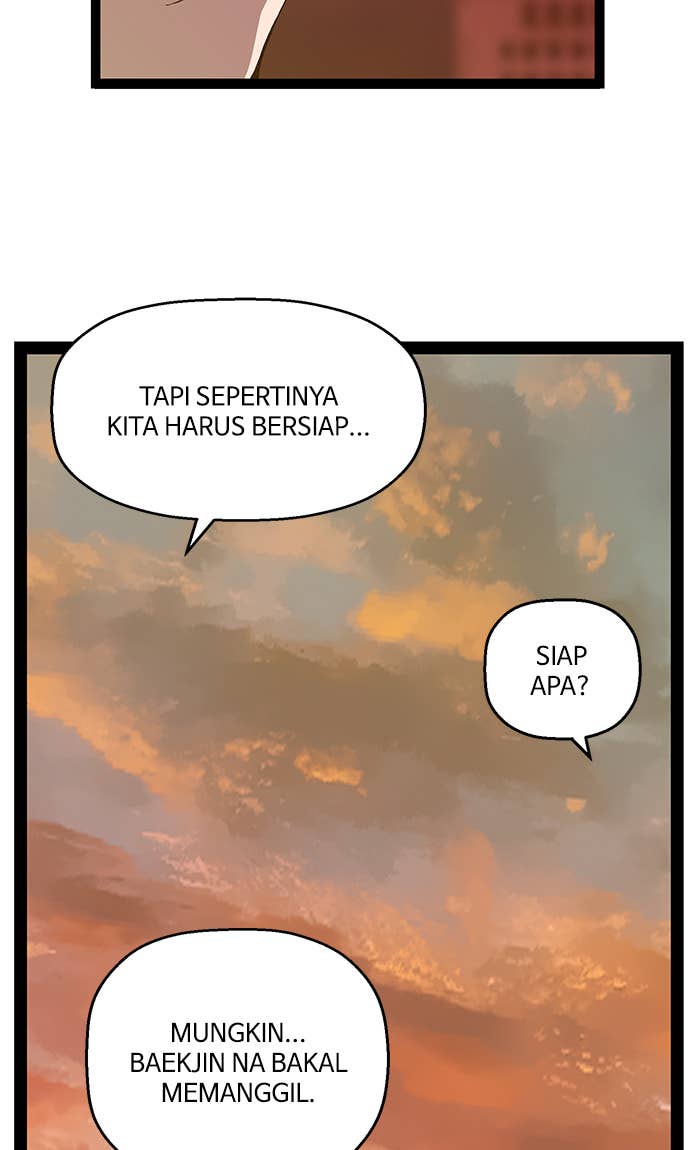 TAPI SEPERTINYA
KITA HARUS BERSIAP...
SIAP
APA?
MUNGKIN...
BAEKJIN NA BAKAL
MEMANGGIL.